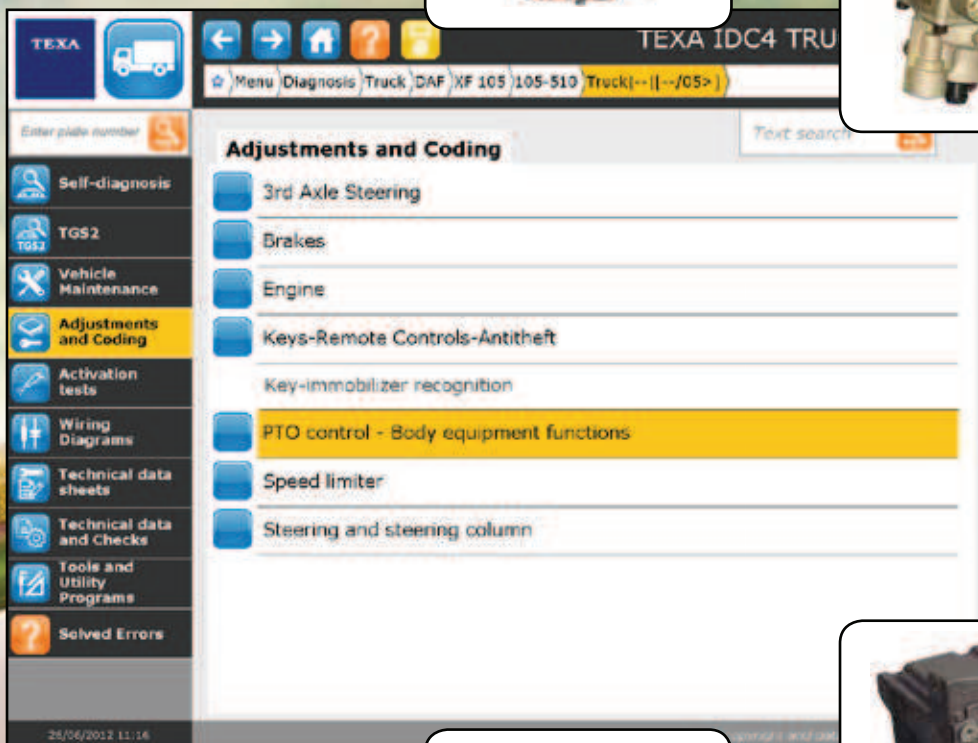 TEXA
TEXA IDC4 TRU
Menu Diagnosis Truck DAF XF 105 105-510 Truck(--||--/05>)
Enter plate number
Text search
Adjustments and Coding
Self-diagnosis
TGS2
TGS2
Vehicle
Maintenance
Adjustments
and Coding
Activation
tests
Wiring
Diagrams
Technical data
sheets
Technical data
and Checks
Tools and
Utility
Programs
Solved Errors
3rd Axle Steering
Brakes
Engine
Keys-Remote Controls-Antitheft
Key-immobilizer recognition
PTO control - Body equipment functions
Speed limiter
Steering and steering column
26/06/2012 11:16